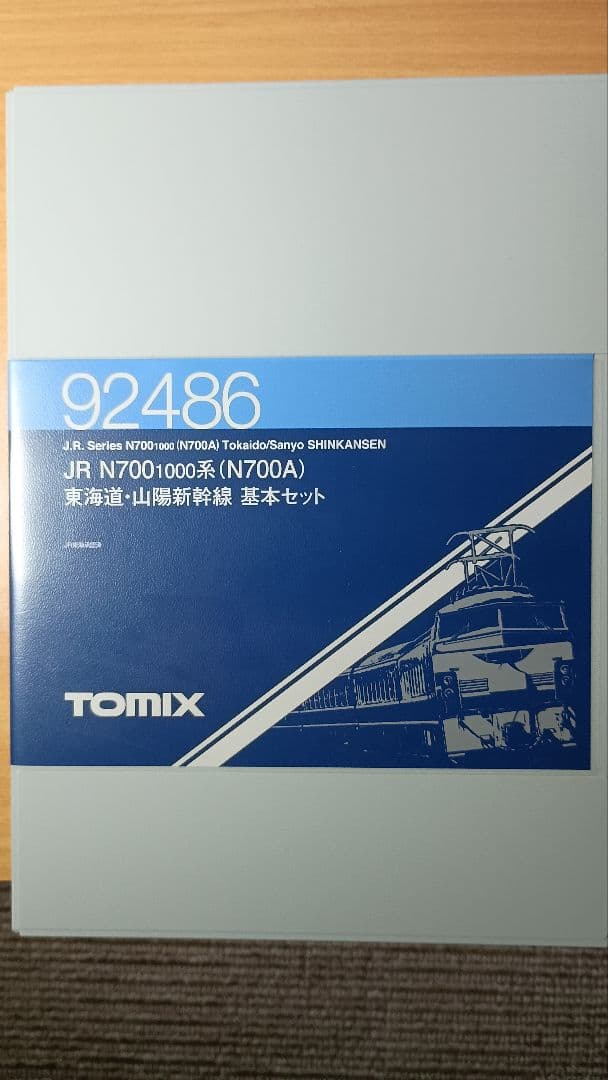 92486
J.R. Series N7001000 (N700A) Tokaido/Sanyo SHINKANSEN
JR N7001000系(N700A)
東海道・山陽新幹線 基本セット
TOMIX